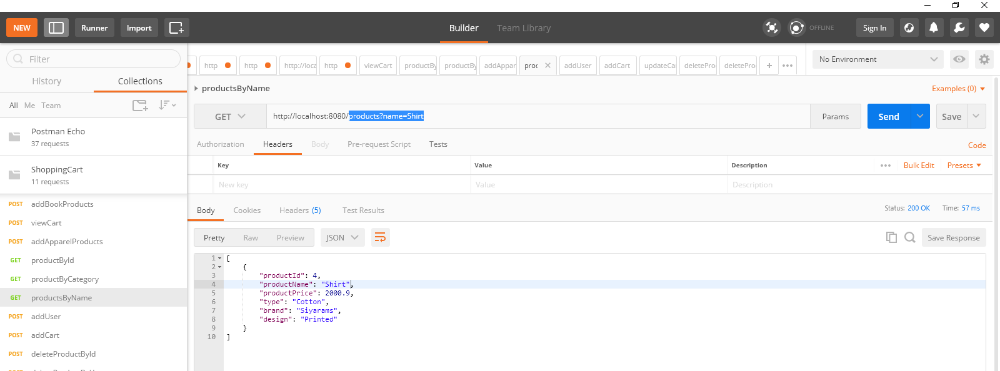 NEW Runner Import Builder Team Library OFFLINE Sign In
Filter
History Collections
All Me Team
Postman Echo
37 requests
ShoppingCart
11 requests
POST addBookProducts
POST viewCart
POST addApparelProducts
GET productById
GET productByCategory
GET productsByName
POST addUser
POST addCart
POST deleteProductById
http http http://loca http viewCart productBy productBy addAppar proc addUser addCart updateCar deletePro deletePro + •••
No Environment
productsByName
Examples (0)
GET http://localhost:8080/products?name=Shirt Params Send Save
Authorization Headers Body Pre-request Script Tests Code
Key Value Description ••• Bulk Edit Presets
New key Value Description
Body Cookies Headers (5) Test Results Status: 200 OK Time: 57 ms
Pretty Raw Preview JSON Save Response
1 [
2 {
3 "productId": 4,
4 "productName": "Shirt",
5 "productPrice": 2000.9,
6 "type": "Cotton",
7 "brand": "Siyarams",
8 "design": "Printed"
9 }
10 ]